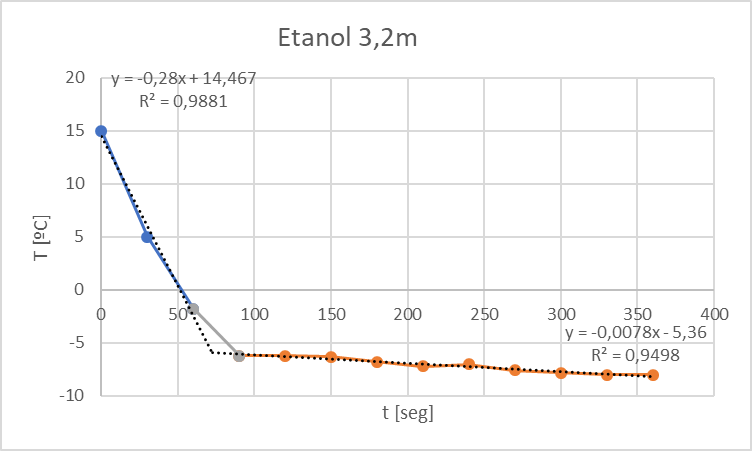 Etanol 3,2m
y = -0,28x + 14,467
R² = 0,9881
20
15
10
5
0
-5
-10
0 50 100 150 200 250 300 350 400
y = -0,0078x - 5,36
R² = 0,9498
T [ºC]
t [seg]